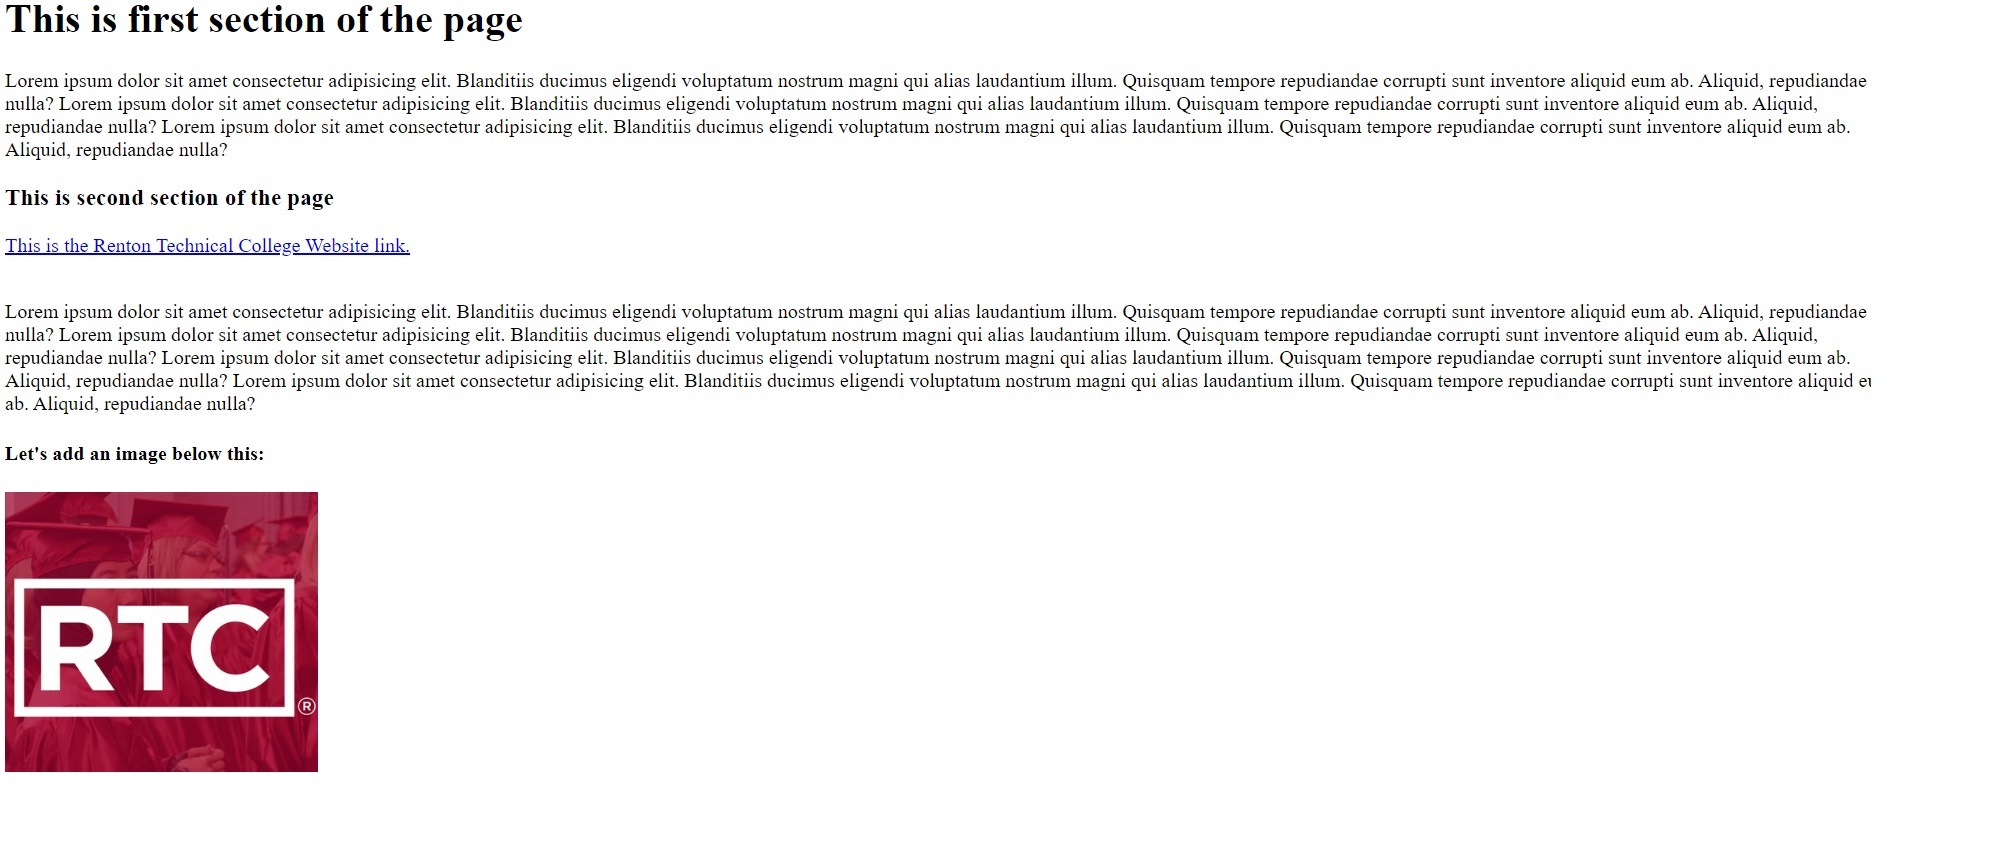 This is first section of the page
Lorem ipsum dolor sit amet consectetur adipisicing elit. Blanditiis ducimus eligendi voluptatum nostrum magni qui alias laudantium illum. Quisquam tempore repudiandae corrupti sunt inventore aliquid eum ab. Aliquid, repudiandae
nulla? Lorem ipsum dolor sit amet consectetur adipisicing elit. Blanditiis ducimus eligendi voluptatum nostrum magni qui alias laudantium illum. Quisquam tempore repudiandae corrupti sunt inventore aliquid eum ab. Aliquid,
repudiandae nulla? Lorem ipsum dolor sit amet consectetur adipisicing elit. Blanditiis ducimus eligendi voluptatum nostrum magni qui alias laudantium illum. Quisquam tempore repudiandae corrupti sunt inventore aliquid eum ab.
Aliquid, repudiandae nulla?
This is second section of the page
This is the Renton Technical College Website link.
Lorem ipsum dolor sit amet consectetur adipisicing elit. Blanditiis ducimus eligendi voluptatum nostrum magni qui alias laudantium illum. Quisquam tempore repudiandae corrupti sunt inventore aliquid eum ab. Aliquid, repudiandae
nulla? Lorem ipsum dolor sit amet consectetur adipisicing elit. Blanditiis ducimus eligendi voluptatum nostrum magni qui alias laudantium illum. Quisquam tempore repudiandae corrupti sunt inventore aliquid eum ab. Aliquid,
repudiandae nulla? Lorem ipsum dolor sit amet consectetur adipisicing elit. Blanditiis ducimus eligendi voluptatum nostrum magni qui alias laudantium illum. Quisquam tempore repudiandae corrupti sunt inventore aliquid eum ab.
Aliquid, repudiandae nulla? Lorem ipsum dolor sit amet consectetur adipisicing elit. Blanditiis ducimus eligendi voluptatum nostrum magni qui alias laudantium illum. Quisquam tempore repudiandae corrupti sunt inventore aliquid
ab. Aliquid, repudiandae nulla?
Let's add an image below this:
RTC
®